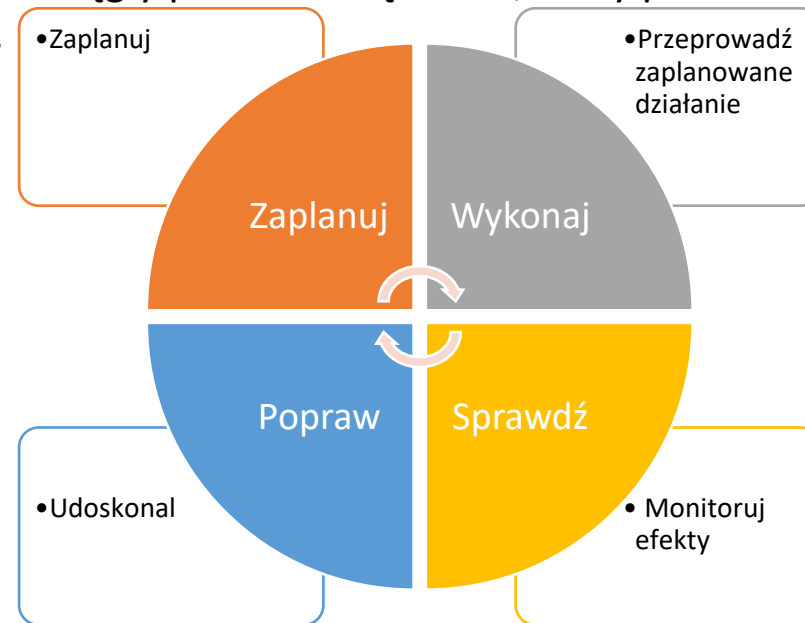 •Zaplanuj
•Przeprowadź
zaplanowane
działanie
Zaplanuj
Wykonaj
Popraw
Sprawdź
•Udoskonal
• Monitoruj
efekty